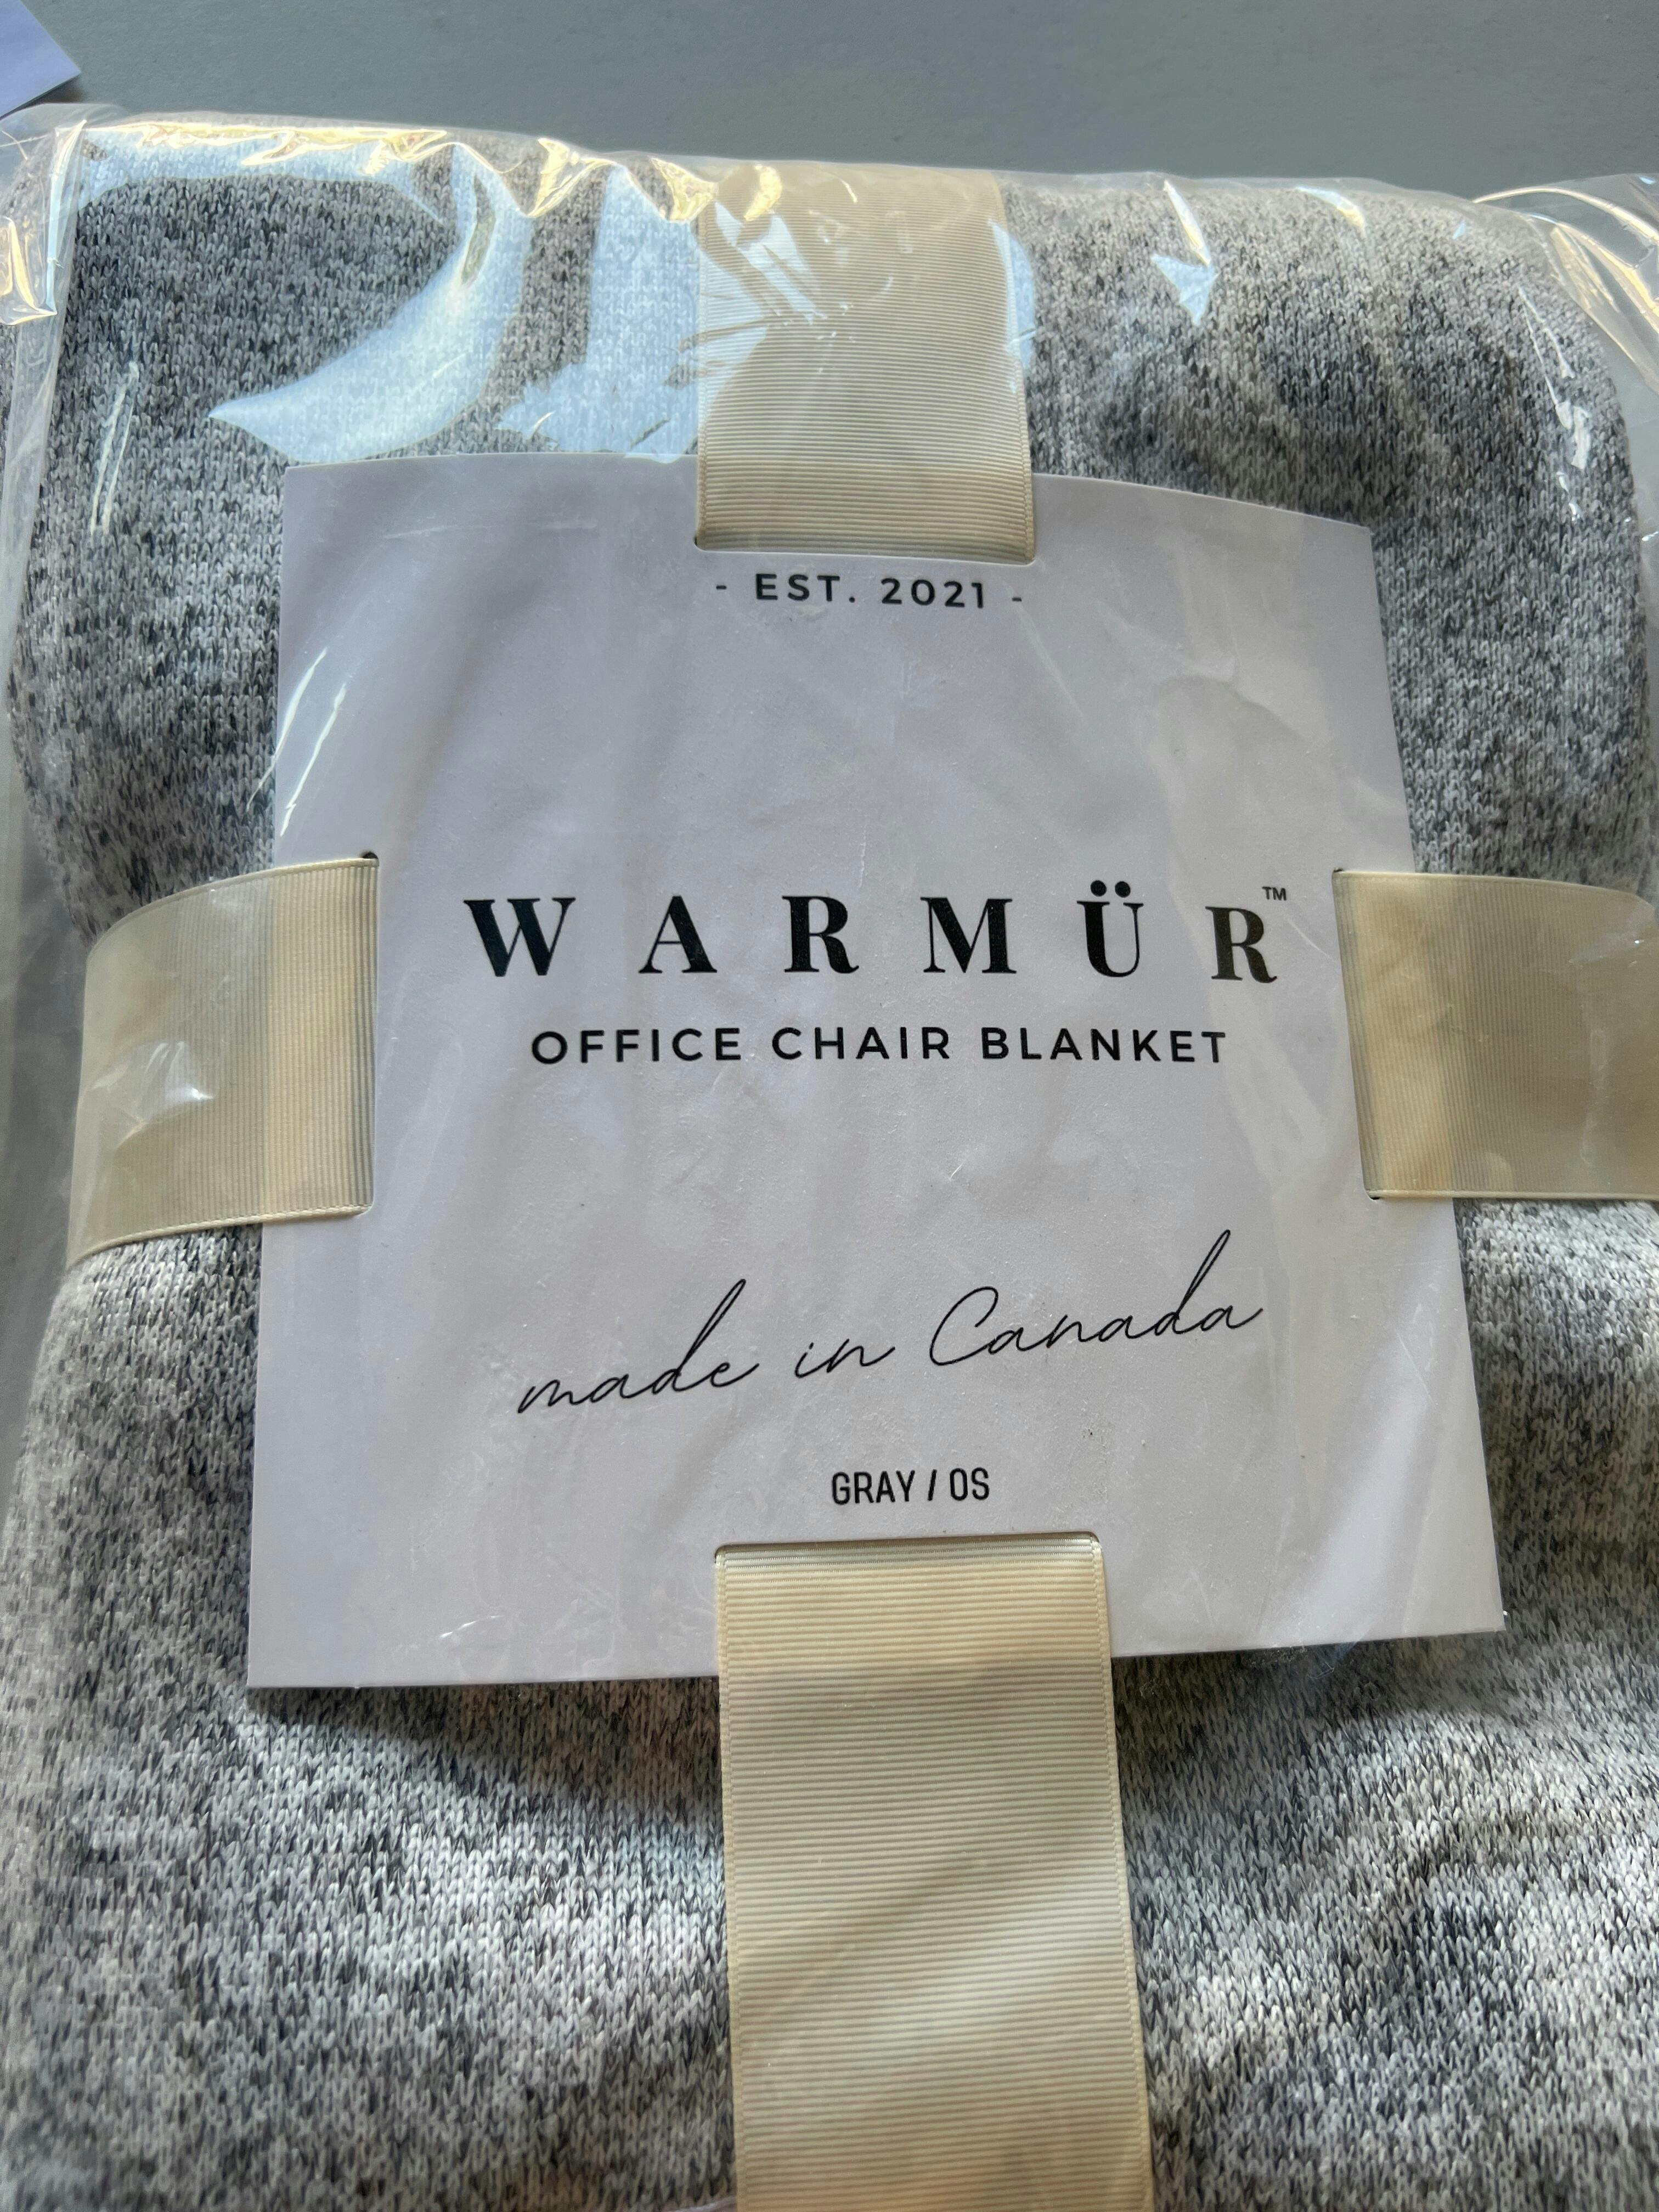 - EST. 2021 -
WARMÜR™
OFFICE CHAIR BLANKET
made in Canada
GRAY / OS